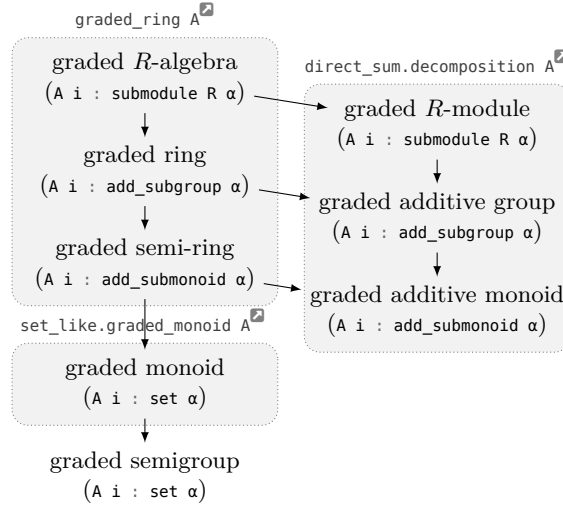 graded_ring A
graded R-algebra
(A i : submodule R α)
graded ring
(A i : add_subgroup α)
graded semi-ring
(A i : add_submonoid α)
direct_sum.decomposition A
graded R-module
(A i : submodule R α)
graded additive group
(A i : add_subgroup α)
graded additive monoid
(A i : add_submonoid α)
set_like.graded_monoid A
graded monoid
(A i : set α)
graded semigroup
(A i : set α)